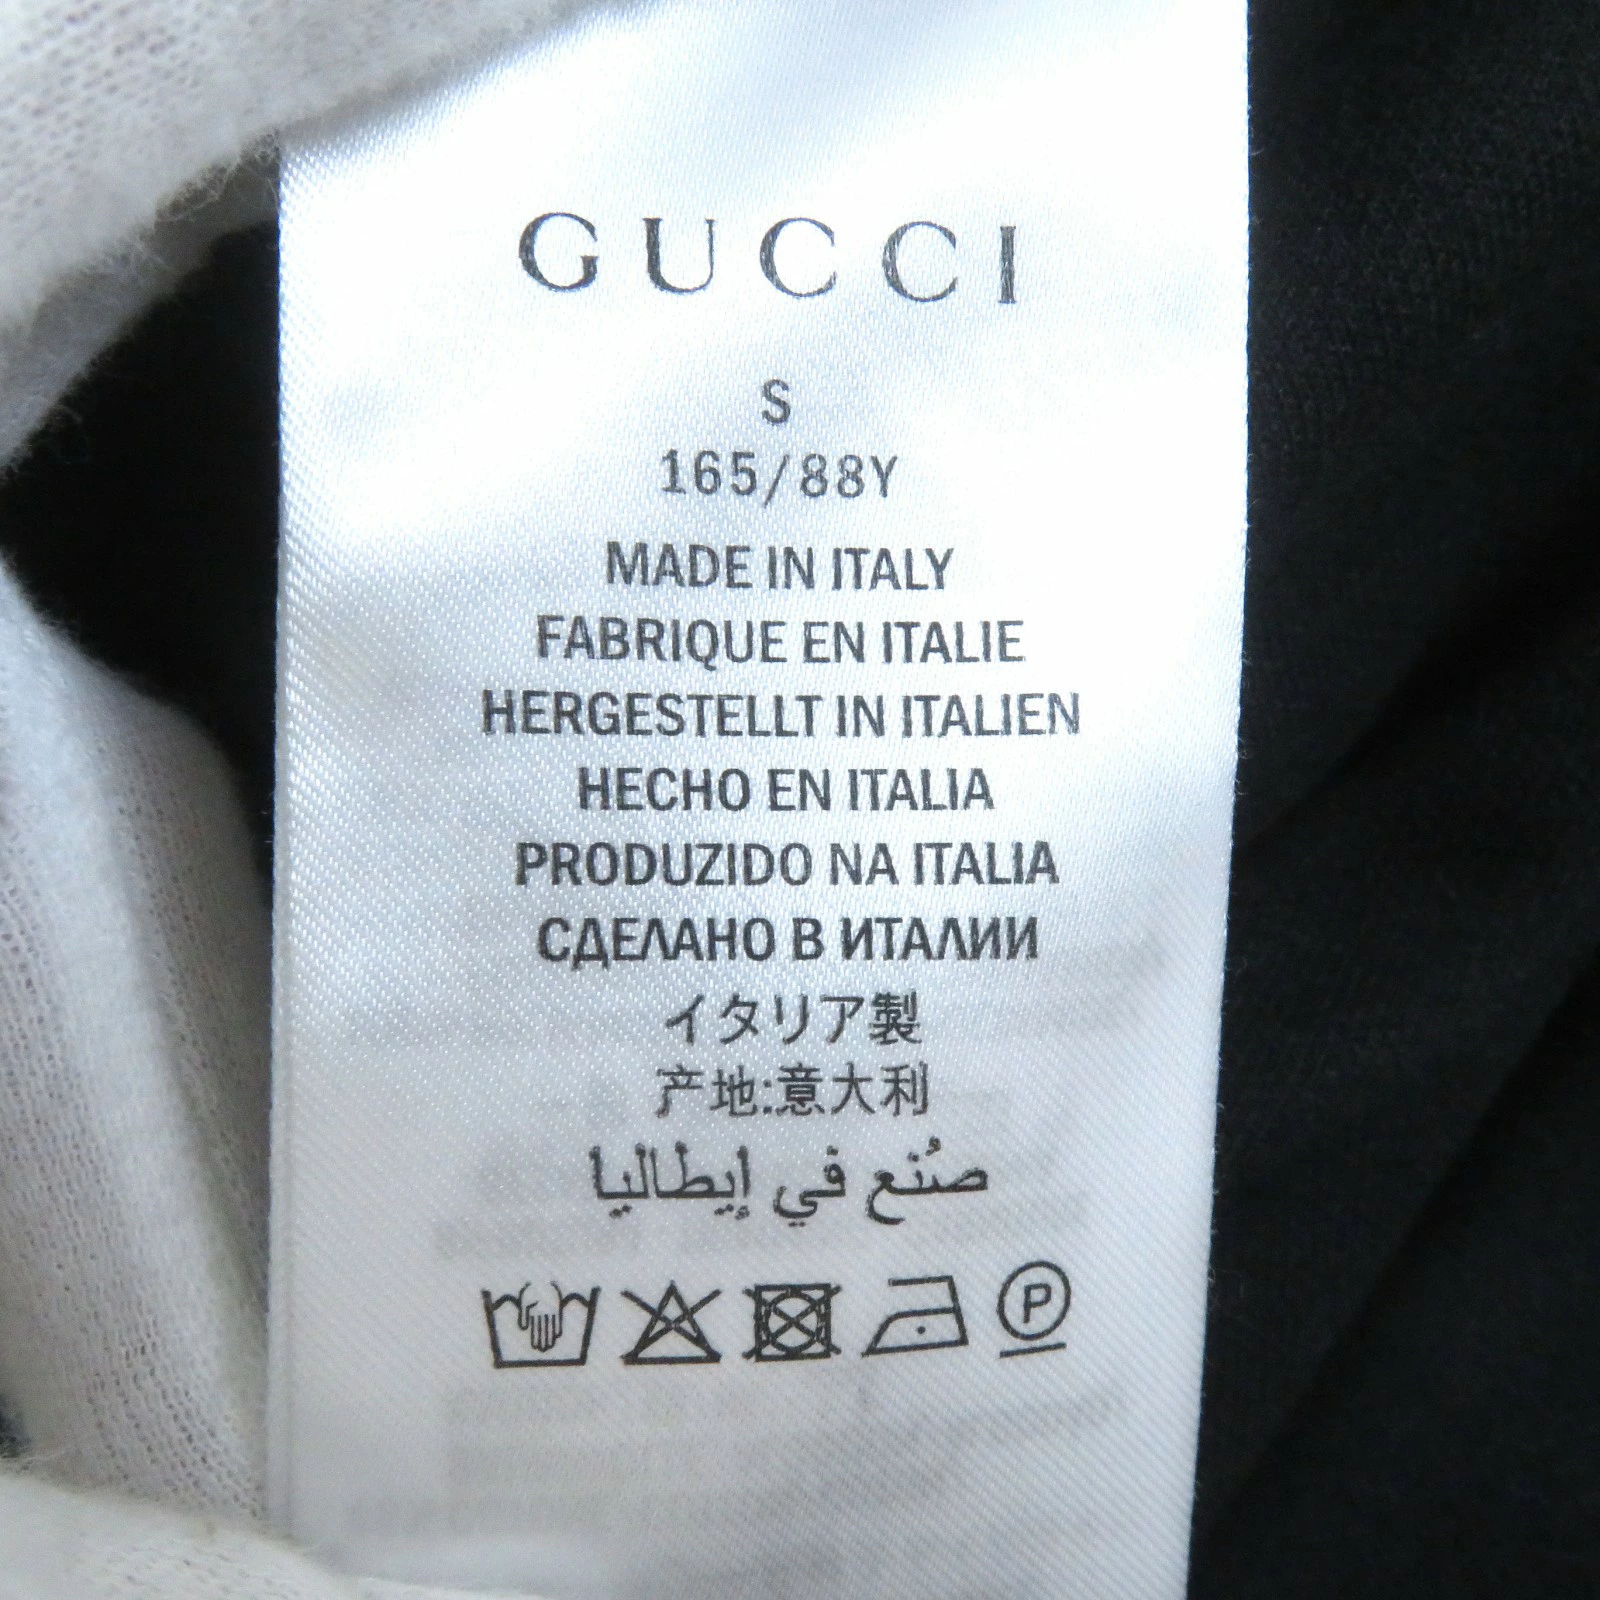 GUCCI
S
165/88Y
MADE IN ITALY
FABRIQUE EN ITALIE
HERGESTELLT IN ITALIEN
HECHO EN ITALIA
PRODUZIDO NA ITALIA
СДЕЛАНО В ИТАЛИИ
イタリア製
产地:意大利
صُنع في إيطاليا
P